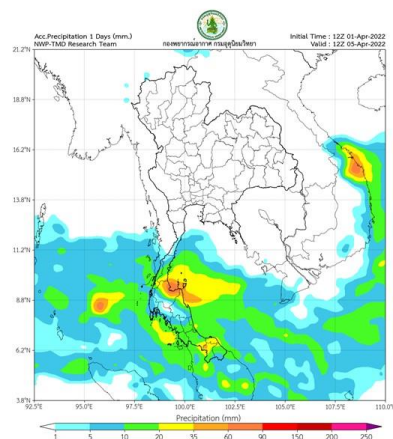 Acc.Precipitation 1 Days (mm.)
NWP-TMD Research Team
กองพยากรณ์อากาศ กรมอุตุนิยมวิทยา
Initial Time : 12Z 01-Apr-2022
Valid : 12Z 05-Apr-2022
21.2°N
18.8°N
16.2°N
13.8°N
11.2°N
8.8°N
6.2°N
3.8°N
92.5°E 95.0°E 97.5°E 100.0°E 102.5°E 105.0°E 107.5°E 110.0°E
Precipitation (mm)
1 5 10 20 35 60 90 150 200 250